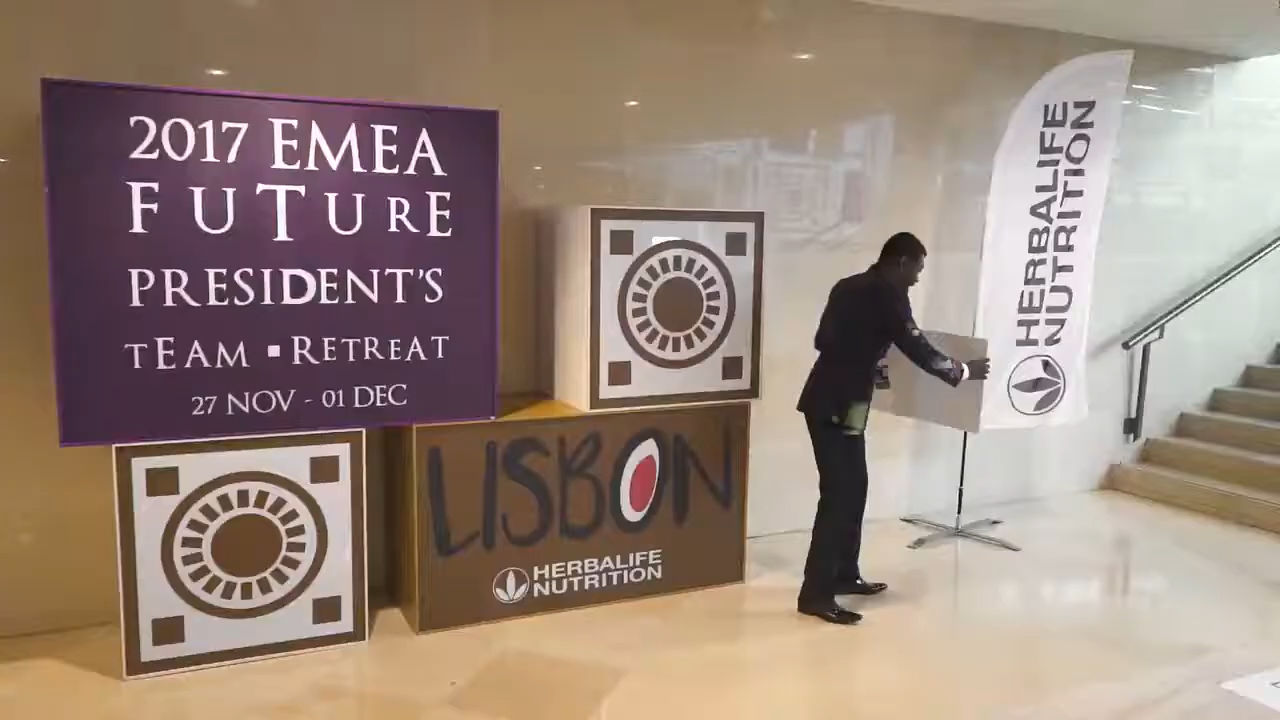 2017 EMEA
FUTURE
PRESIDENT'S
TEAM ▪ RETREAT
27 NOV - 01 DEC
LISBON
HERBALIFE
NUTRITION
HERBALIFE
NUTRITION